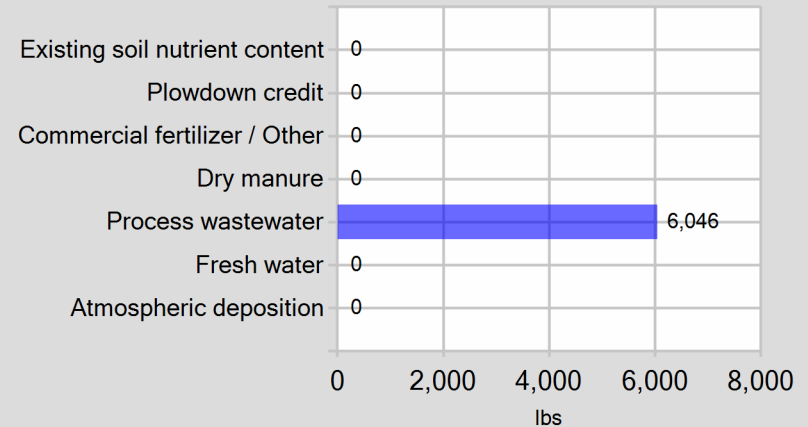 Existing soil nutrient content 0
Plowdown credit 0
Commercial fertilizer / Other 0
Dry manure 0
Process wastewater 6,046
Fresh water 0
Atmospheric deposition 0
0 2,000 4,000 6,000 8,000
lbs